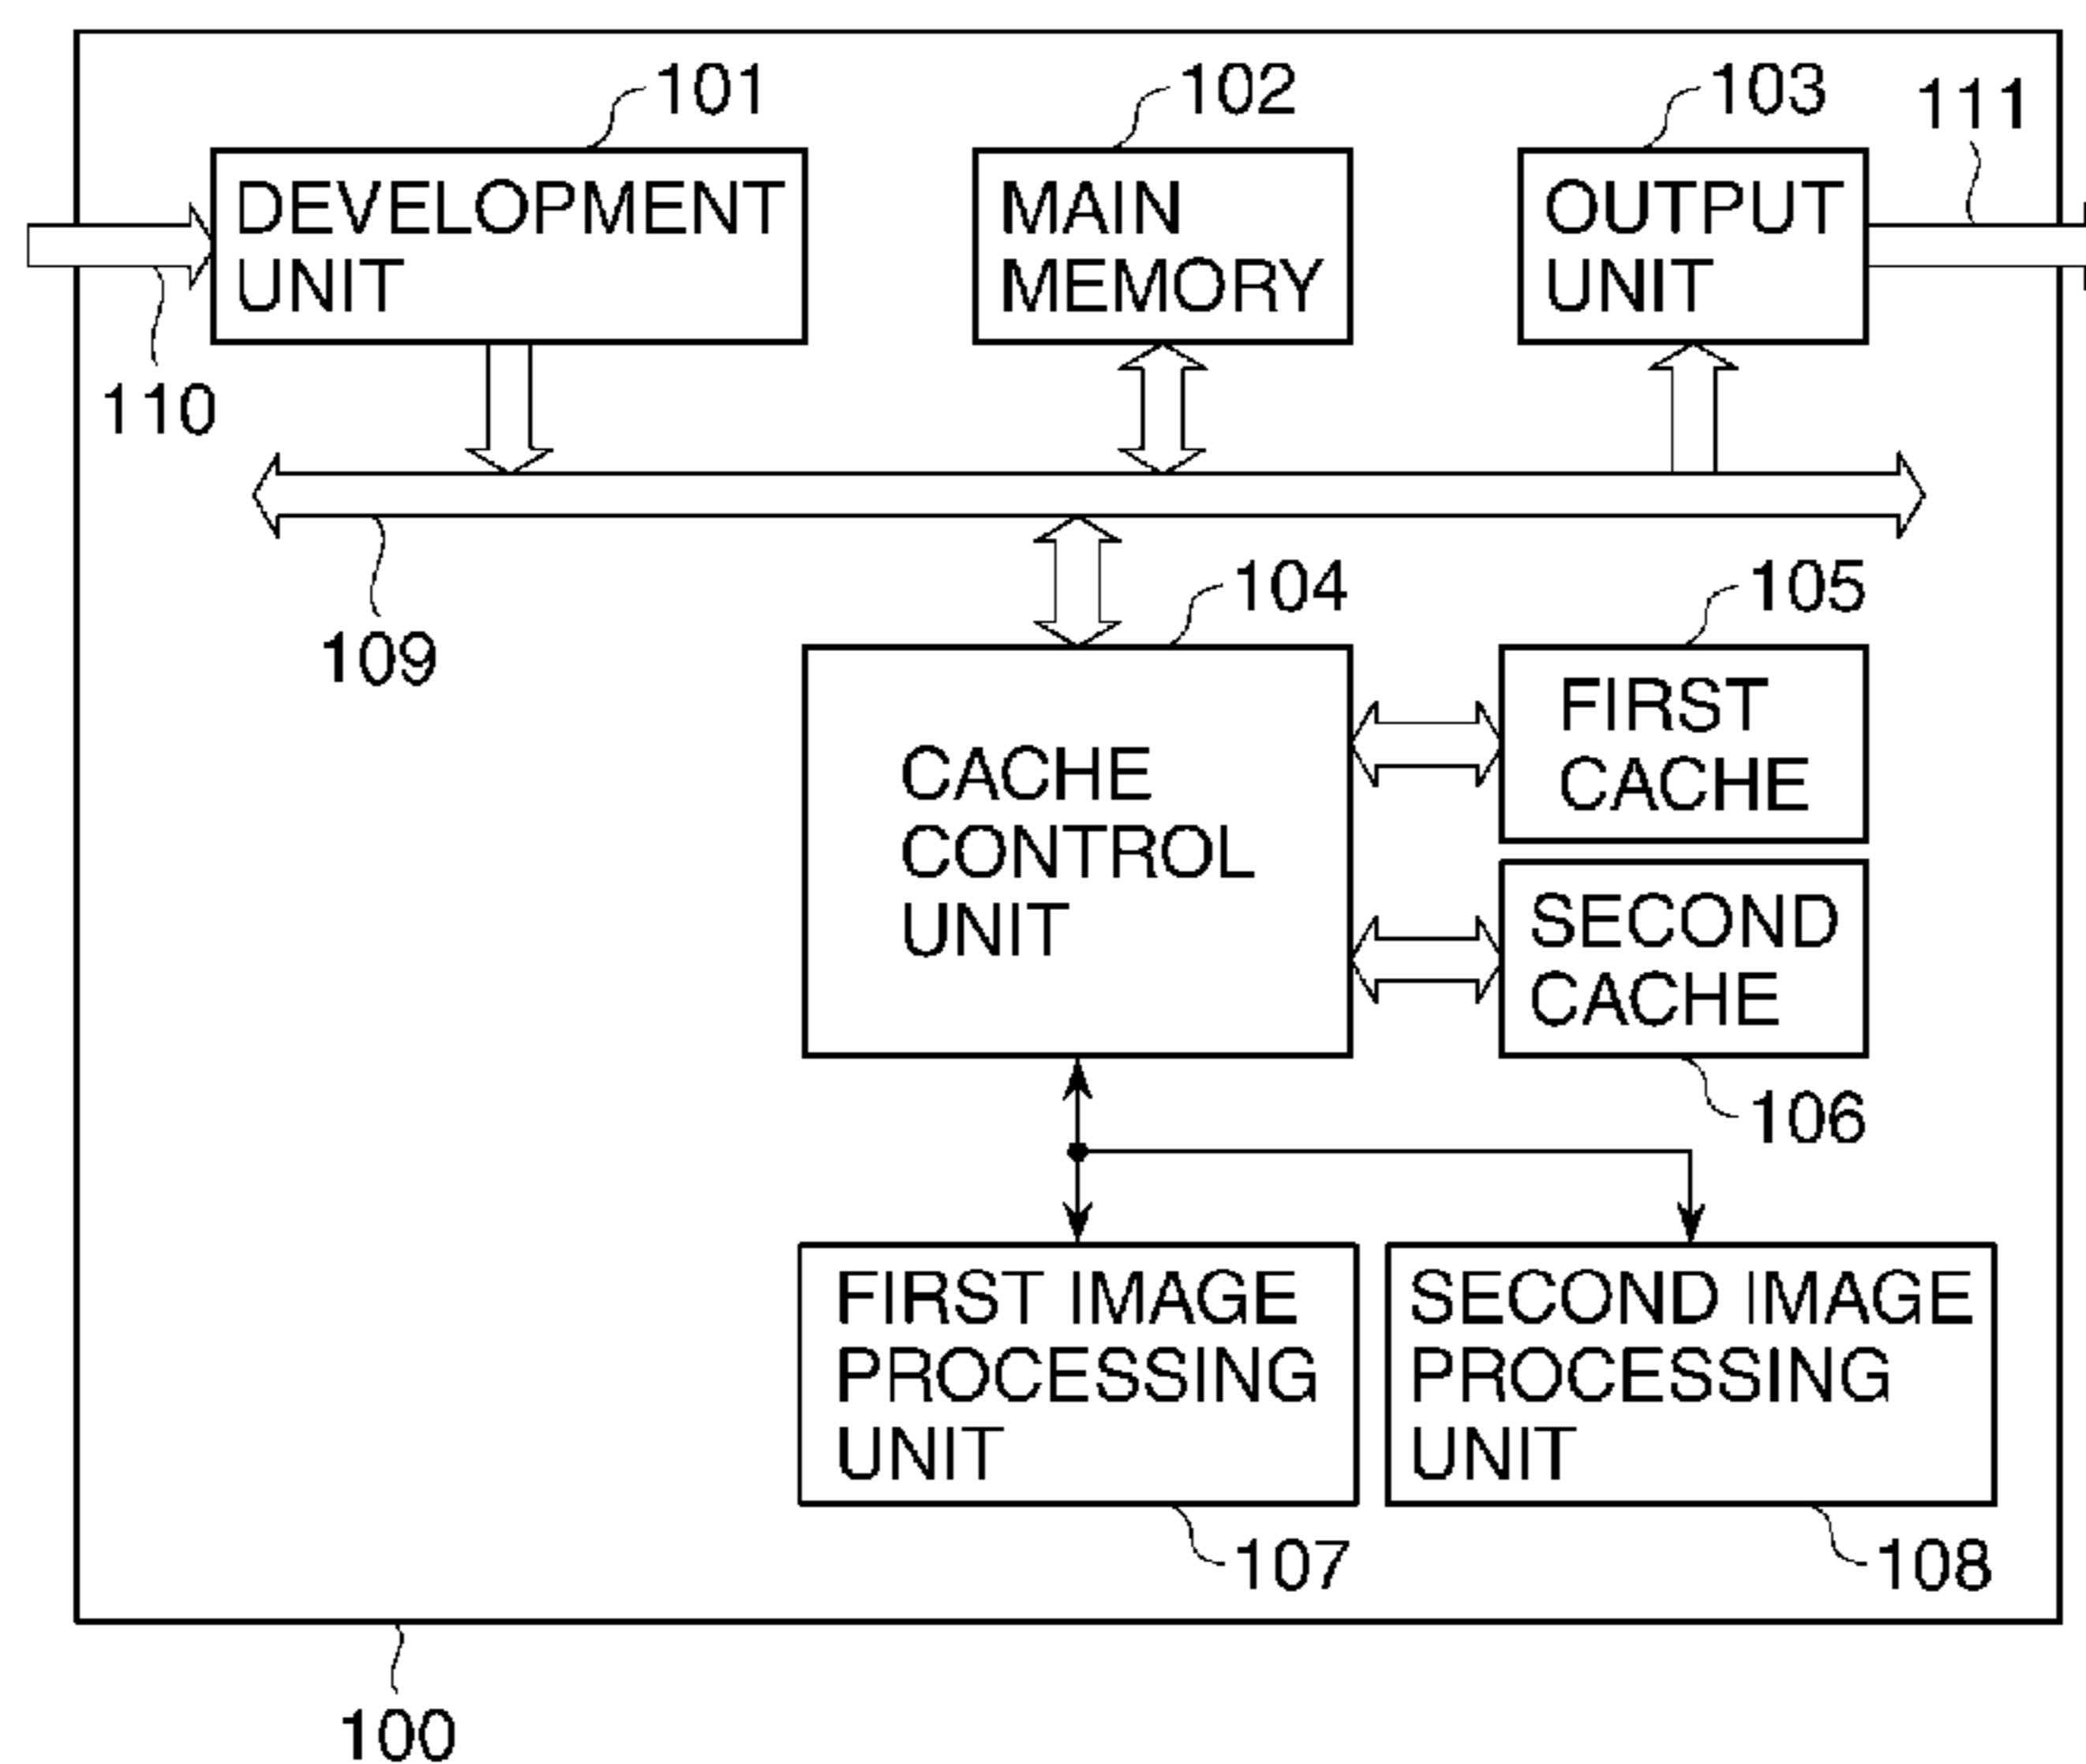 101
102
103
111
DEVELOPMENT
UNIT
MAIN
MEMORY
OUTPUT
UNIT
110
109
104
105
CACHE
CONTROL
UNIT
FIRST
CACHE
SECOND
CACHE
106
FIRST IMAGE
PROCESSING
UNIT
SECOND IMAGE
PROCESSING
UNIT
107
108
100